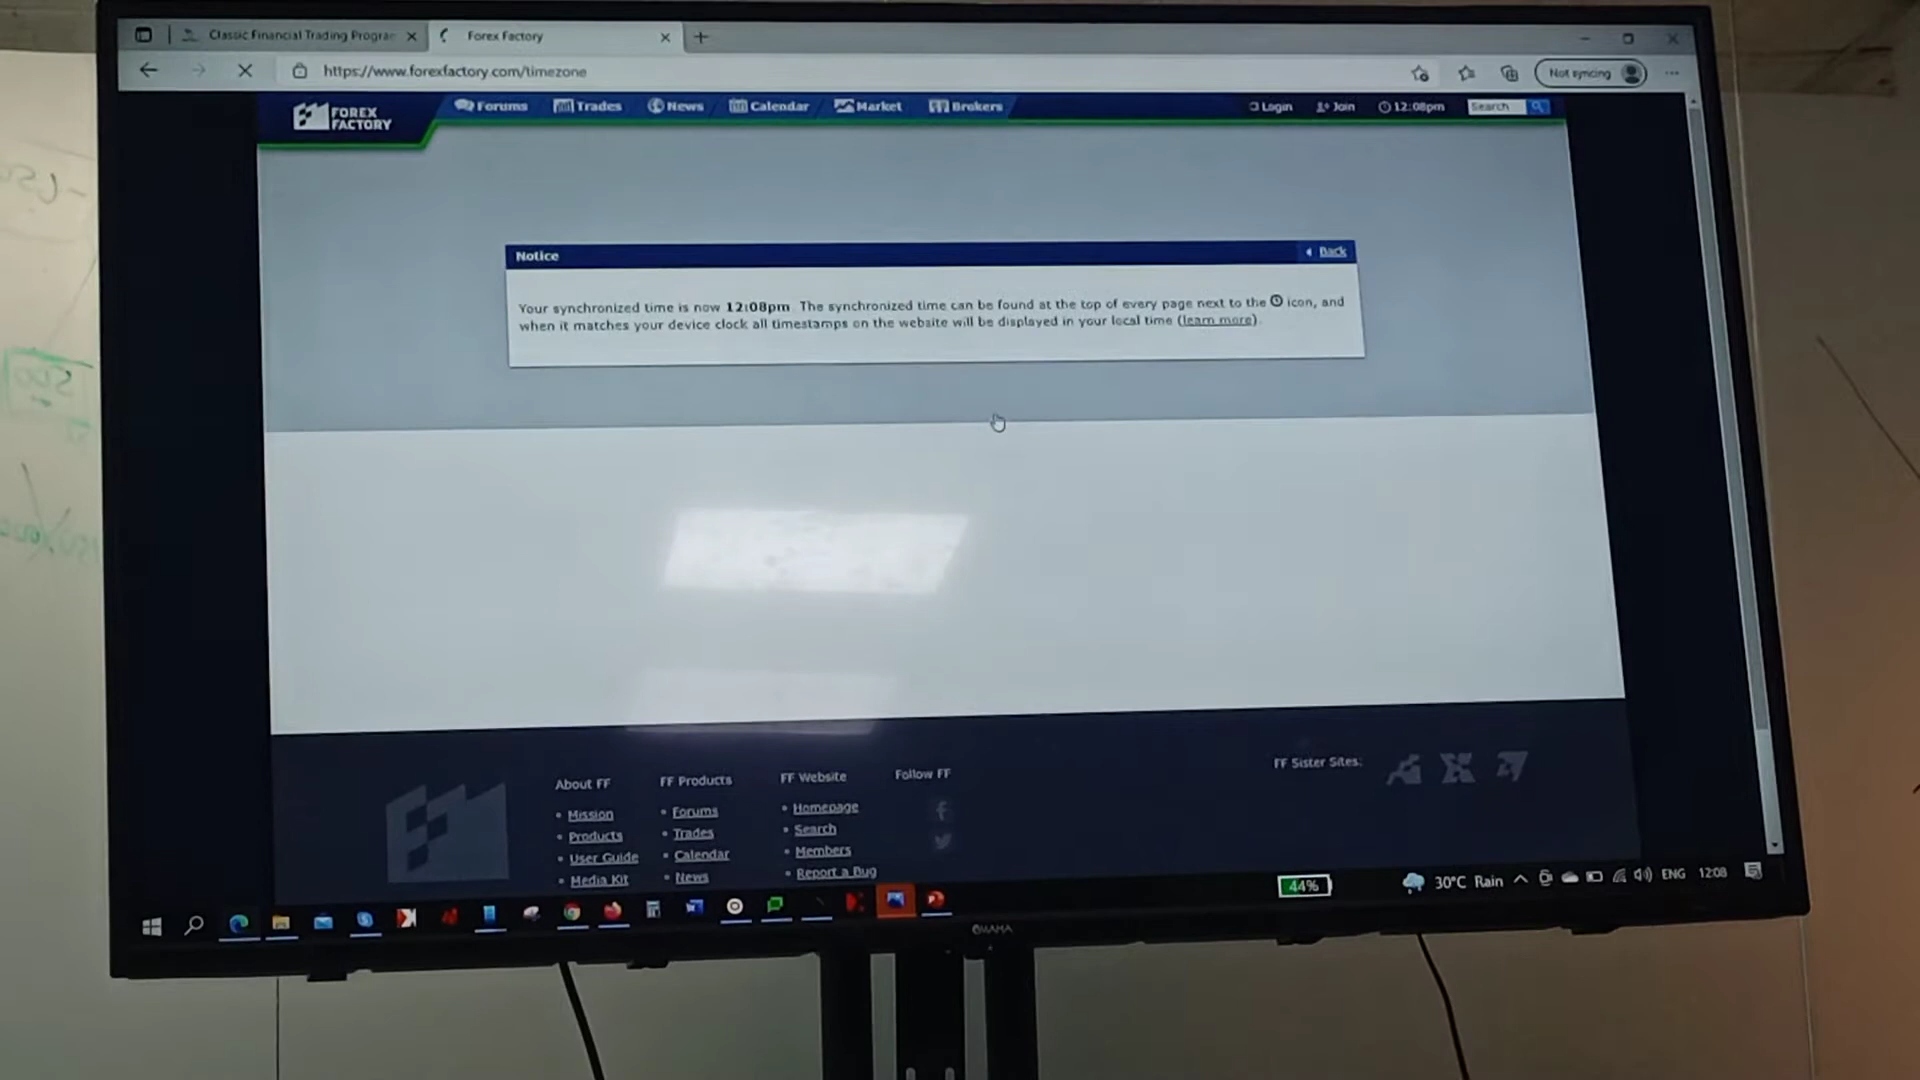 Classic Financial Trading Progra
Forex Factory
https://www.forexfactory.com/timezone
Not syncing
FOREX
FACTORY
Forums
Trades
News
Calendar
Market
Brokers
Login
Join
12:08pm
Search
Notice
Back
Your synchronized time is now 12:08pm. The synchronized time can be found at the top of every page next to the icon, and
when it matches your device clock all timestamps on the website will be displayed in your local time (learn more).
About FF
Mission
Products
User Guide
Media Kit
FF Products
Forums
Trades
Calendar
News
FF Website
Homepage
Search
Members
Report a Bug
Follow FF
FF Sister Sites:
44%
30°C Rain
ENG
12:08